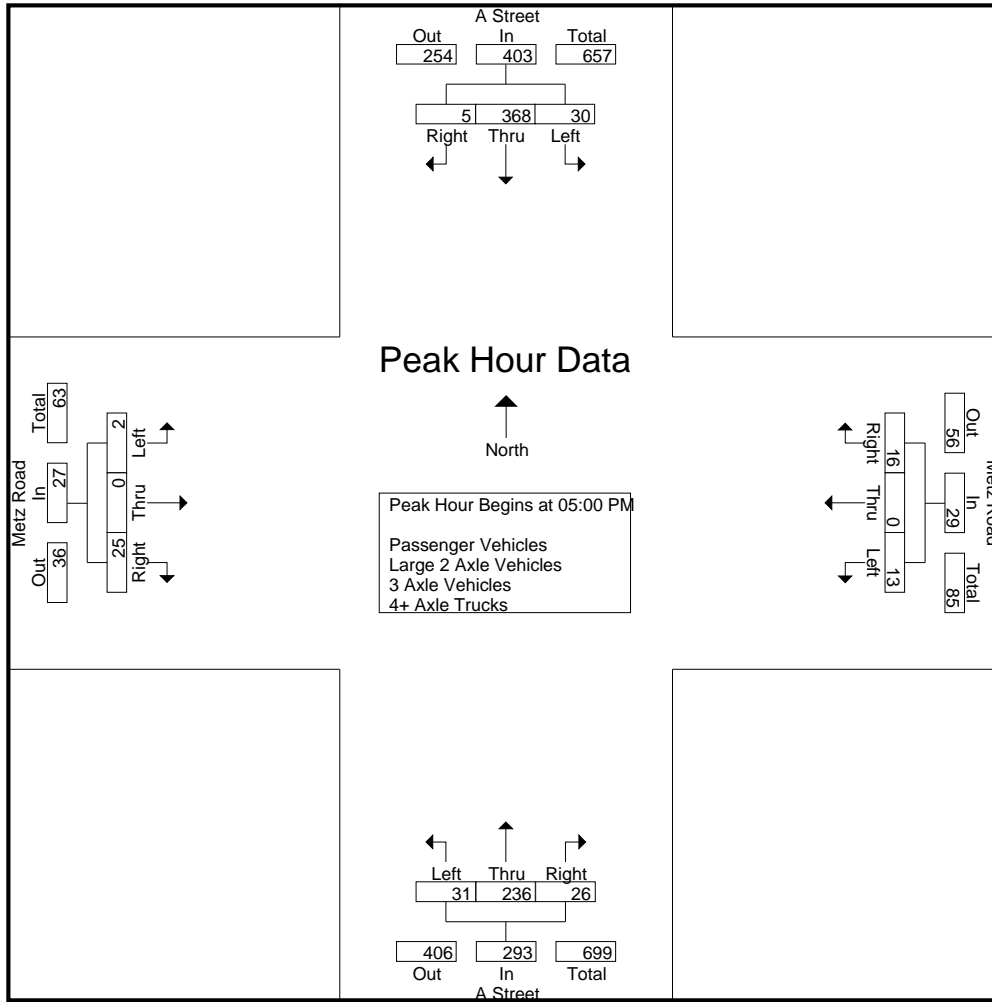 A Street
Out In Total
254 403 657
5 368 30
Right Thru Left
Peak Hour Data
North
Peak Hour Begins at 05:00 PM
Passenger Vehicles
Large 2 Axle Vehicles
3 Axle Vehicles
4+ Axle Trucks
Metz Road
Total In Out
63 27 36
2 0 25
Left Thru Right
Metz Road
Out In Total
56 29 85
16 0 13
Right Thru Left
Left Thru Right
31 236 26
406 293 699
Out In Total
A Street